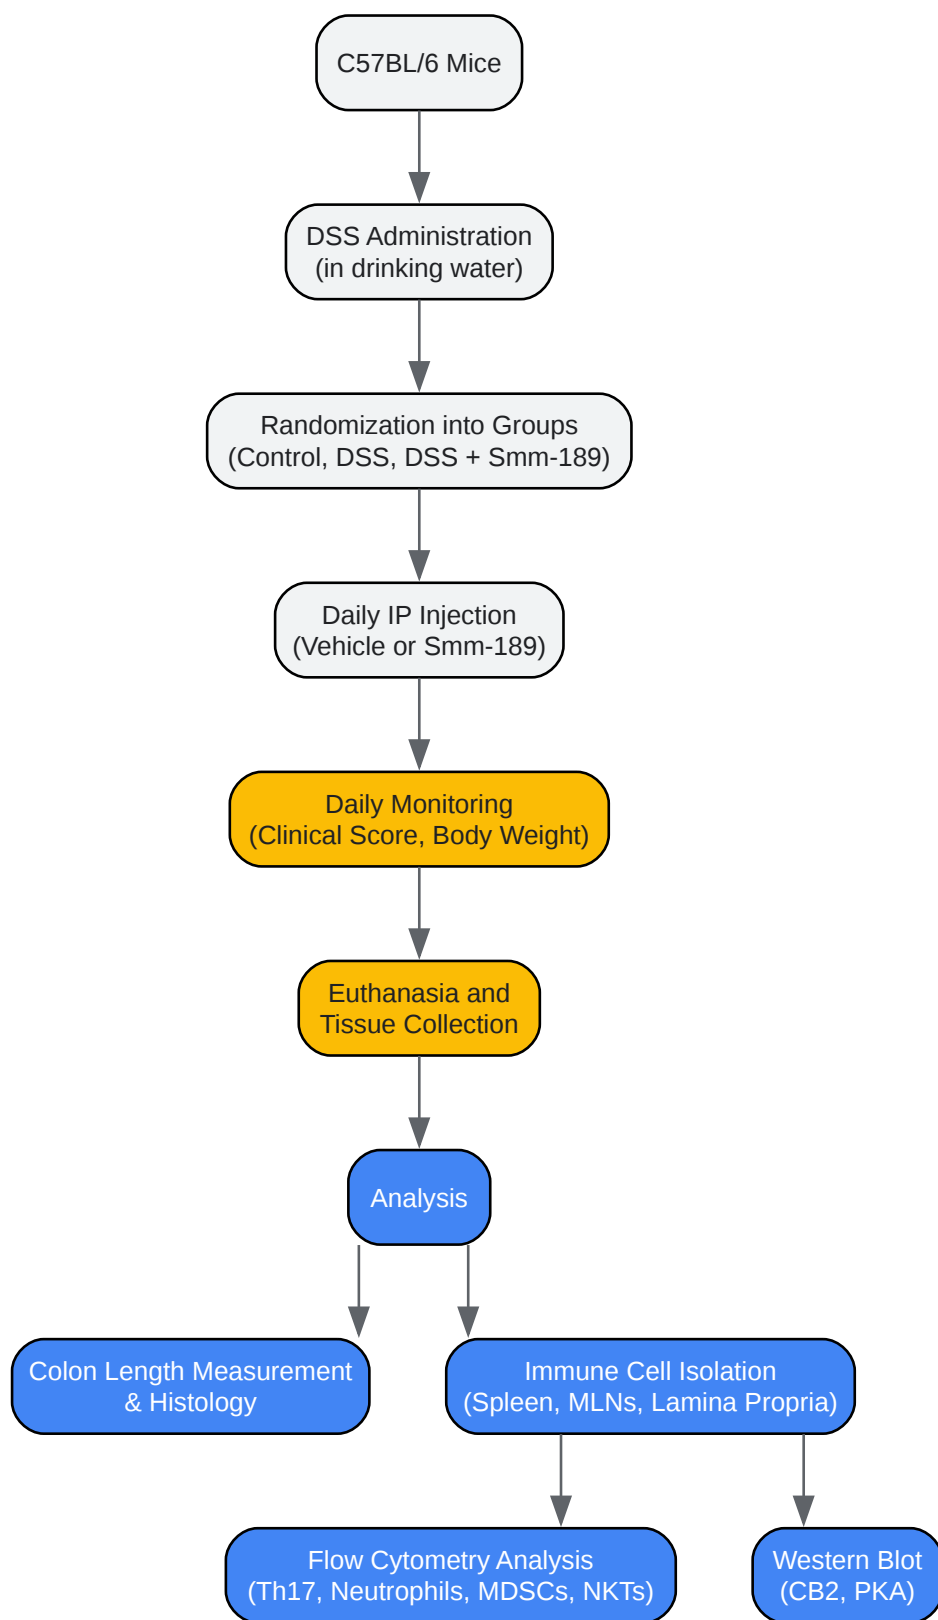 C57BL/6 Mice
DSS Administration
(in drinking water)
Randomization into Groups
(Control, DSS, DSS + Smm-189)
Daily IP Injection
(Vehicle or Smm-189)
Daily Monitoring
(Clinical Score, Body Weight)
Euthanasia and
Tissue Collection
Analysis
Colon Length Measurement
& Histology
Immune Cell Isolation
(Spleen, MLNs, Lamina Propria)
Flow Cytometry Analysis
(Th17, Neutrophils, MDSCs, NKTs)
Western Blot
(CB2, PKA)